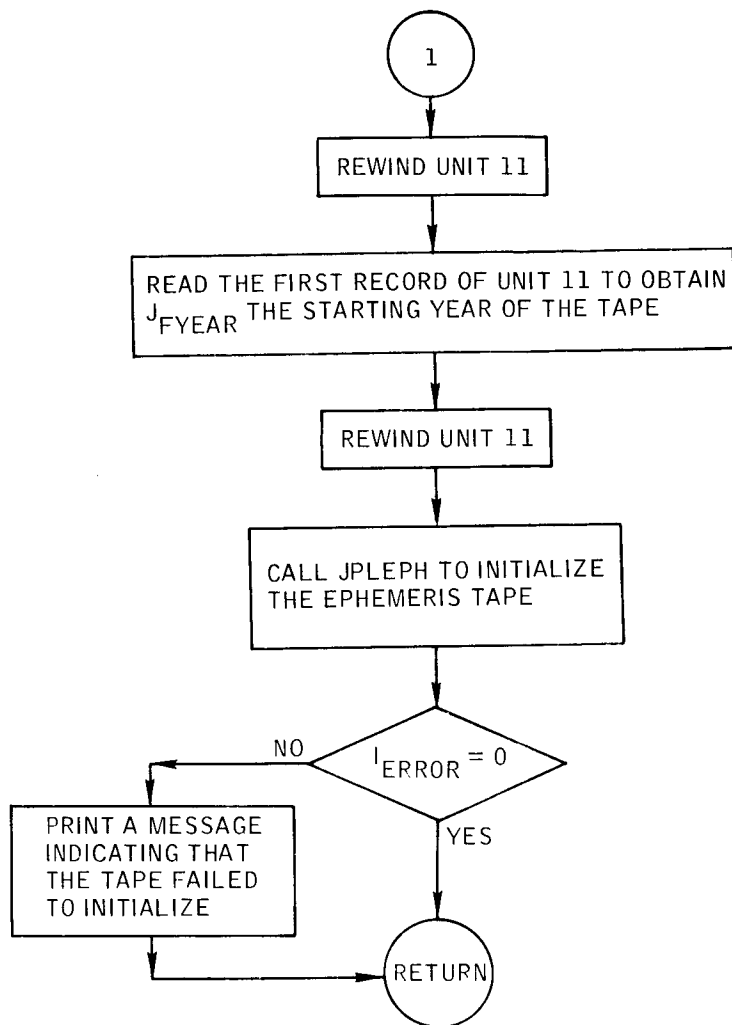 1
REWIND UNIT 11
READ THE FIRST RECORD OF UNIT 11 TO OBTAIN
JFYEAR THE STARTING YEAR OF THE TAPE
REWIND UNIT 11
CALL JPLEPH TO INITIALIZE
THE EPHEMERIS TAPE
IERROR = 0
NO
YES
PRINT A MESSAGE
INDICATING THAT
THE TAPE FAILED
TO INITIALIZE
RETURN